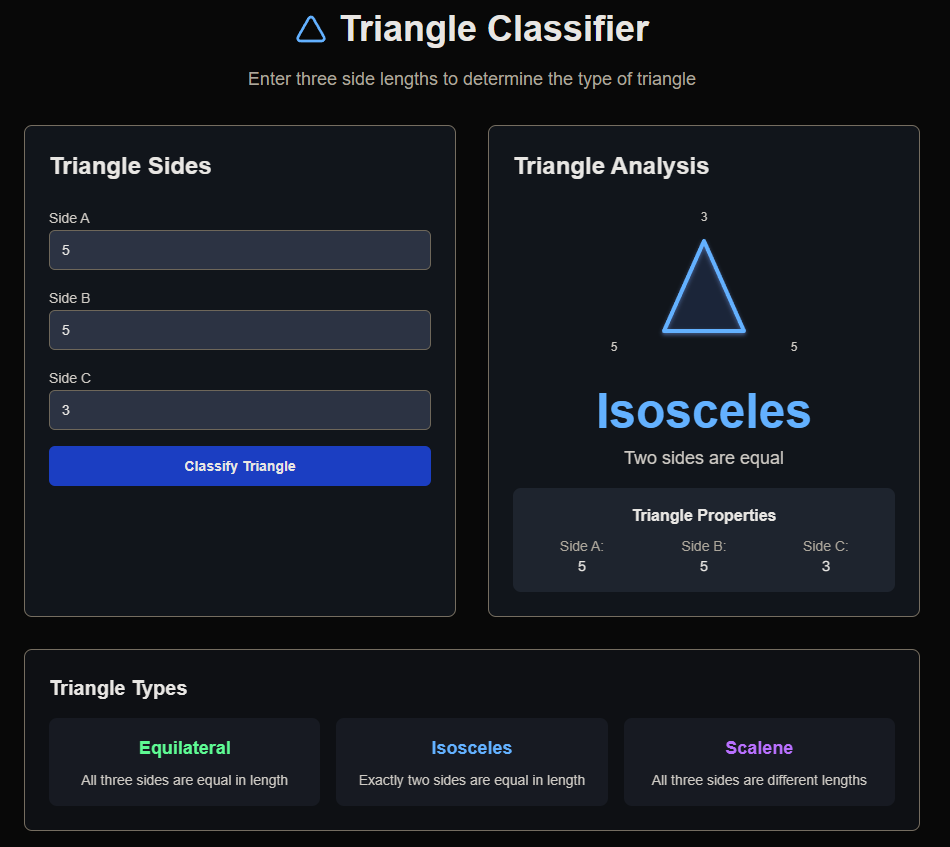 Triangle Classifier
Enter three side lengths to determine the type of triangle
Triangle Sides
Side A
5
Side B
5
Side C
3
Classify Triangle
Triangle Analysis
3
5 5
Isosceles
Two sides are equal
Triangle Properties
Side A: Side B: Side C:
5 5 3
Triangle Types
Equilateral
All three sides are equal in length
Isosceles
Exactly two sides are equal in length
Scalene
All three sides are different lengths